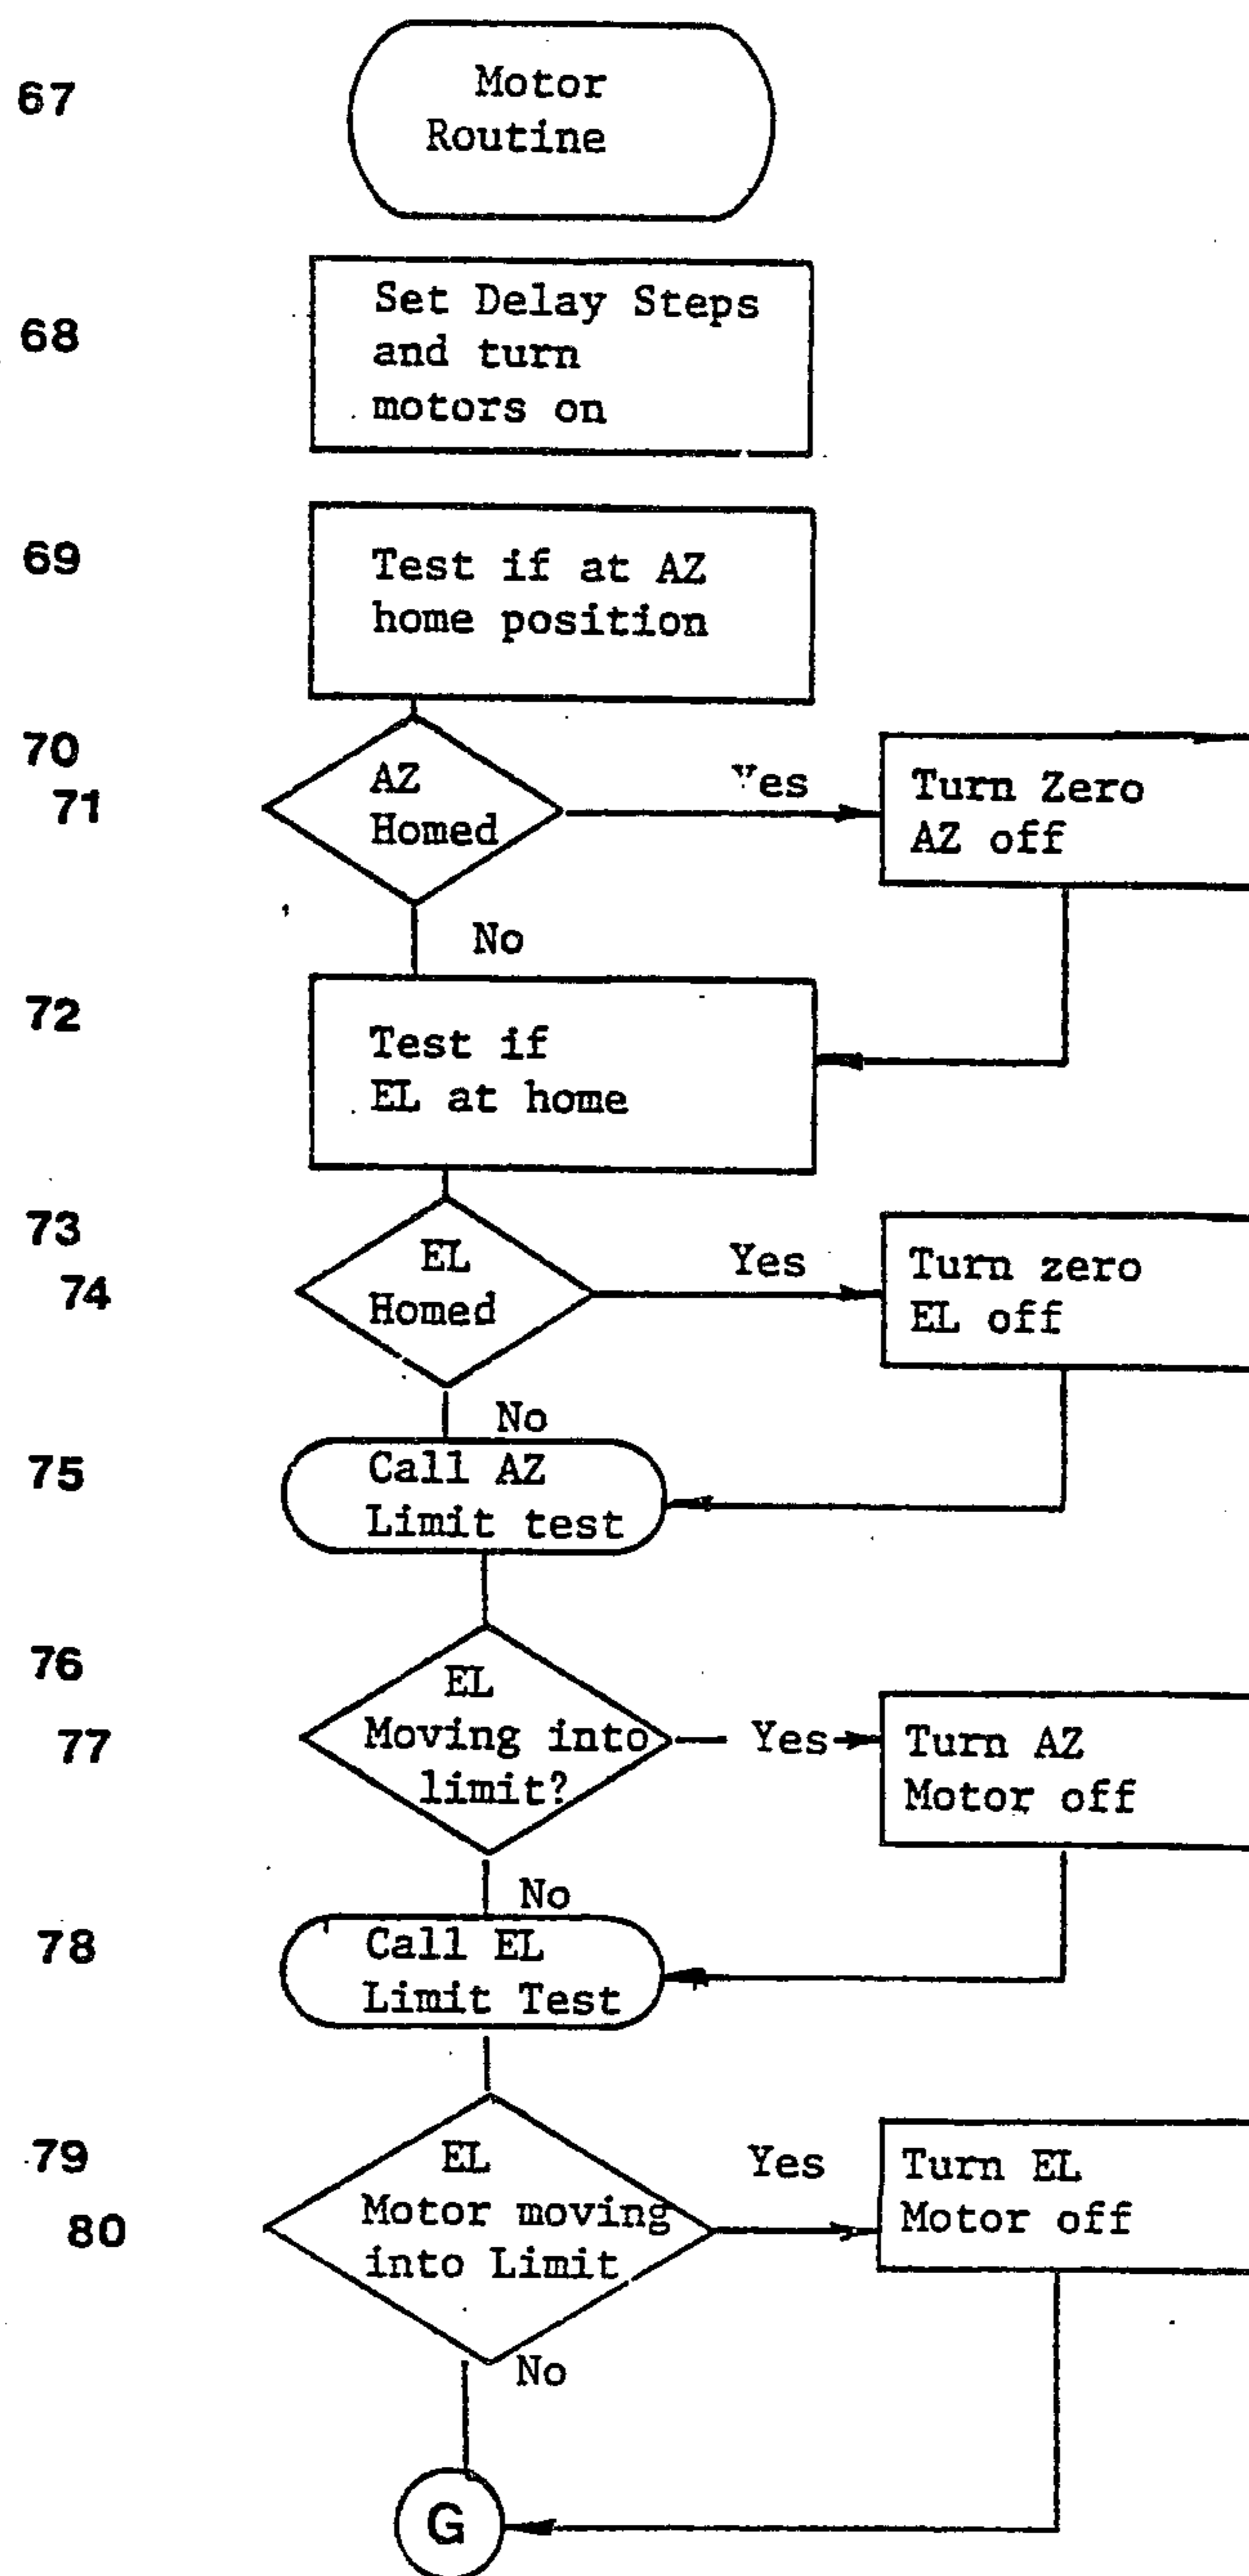 67
Motor
Routine
68
Set Delay Steps
and turn
motors on
69
Test if at AZ
home position
70
71
AZ
Homed
Yes
Turn Zero
AZ off
No
72
Test if
EL at home
73
74
EL
Homed
Yes
Turn zero
EL off
No
75
Call AZ
Limit test
76
77
EL
Moving into
limit?
Yes
Turn AZ
Motor off
No
78
Call EL
Limit Test
79
80
EL
Motor moving
into Limit
Yes
Turn EL
Motor off
No
G